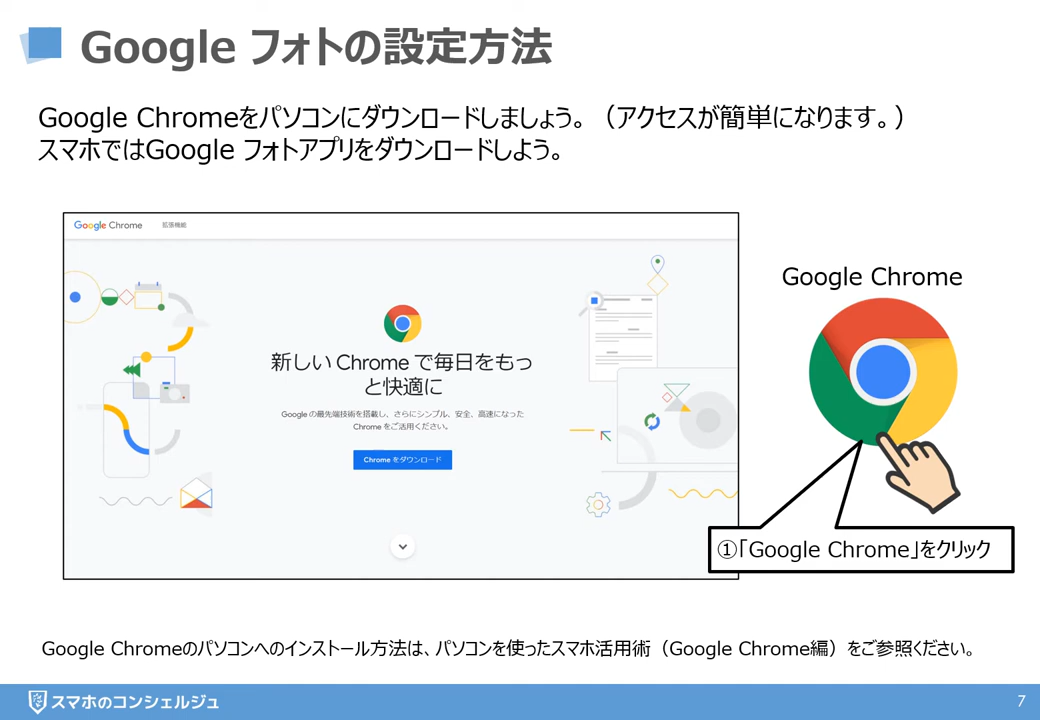 Google フォトの設定方法
Google Chromeをパソコンにダウンロードしましょう。（アクセスが簡単になります。）
スマホではGoogle フォトアプリをダウンロードしよう。
Google Chrome 拡張機能
新しい Chrome で毎日をもっ
と快適に
Google の最先端技術を搭載し、さらにシンプル、安全、高速になった
Chrome をご活用ください。
Chrome をダウンロード
Google Chrome
①「Google Chrome」をクリック
Google Chromeのパソコンへのインストール方法は、パソコンを使ったスマホ活用術（Google Chrome編）をご参照ください。
スマホのコンシェルジュ
7